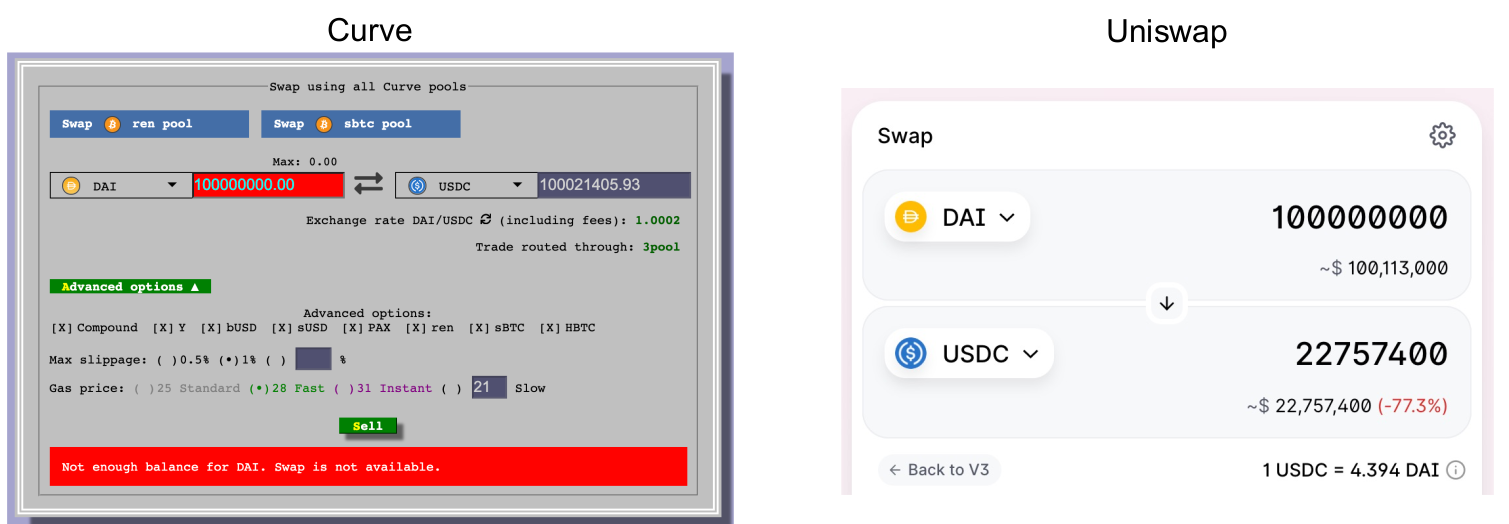 Curve
Swap using all Curve pools
Swap ren pool
Swap sbtc pool
Max: 0.00
DAI 100000000.00 USDC 100021405.93
Exchange rate DAI/USDC (including fees): 1.0002
Trade routed through: 3pool
Advanced options ▲
Advanced options:
[X] Compound [X] Y [X] bUSD [X] sUSD [X] PAX [X] ren [X] sBTC [X] HBTC
Max slippage: ( )0.5% (•)1% ( ) %
Gas price: ( )25 Standard (•)28 Fast ( )31 Instant ( ) 21 Slow
Sell
Not enough balance for DAI. Swap is not available.
Uniswap
Swap
DAI 100000000
~$ 100,113,000
USDC 22757400
~$ 22,757,400 (-77.3%)
← Back to V3 1 USDC = 4.394 DAI